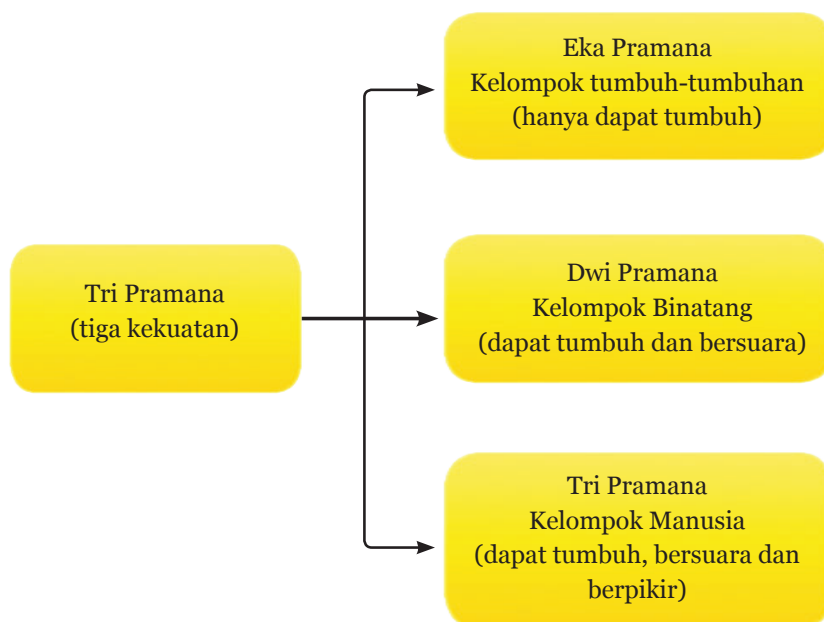 Eka Pramana
Kelompok tumbuh-tumbuhan
(hanya dapat tumbuh)
Tri Pramana
(tiga kekuatan)
Dwi Pramana
Kelompok Binatang
(dapat tumbuh dan bersuara)
Tri Pramana
Kelompok Manusia
(dapat tumbuh, bersuara dan
berpikir)